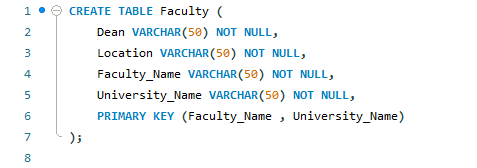 1 CREATE TABLE Faculty (
2 Dean VARCHAR(50) NOT NULL,
3 Location VARCHAR(50) NOT NULL,
4 Faculty_Name VARCHAR(50) NOT NULL,
5 University_Name VARCHAR(50) NOT NULL,
6 PRIMARY KEY (Faculty_Name , University_Name)
7 );
8